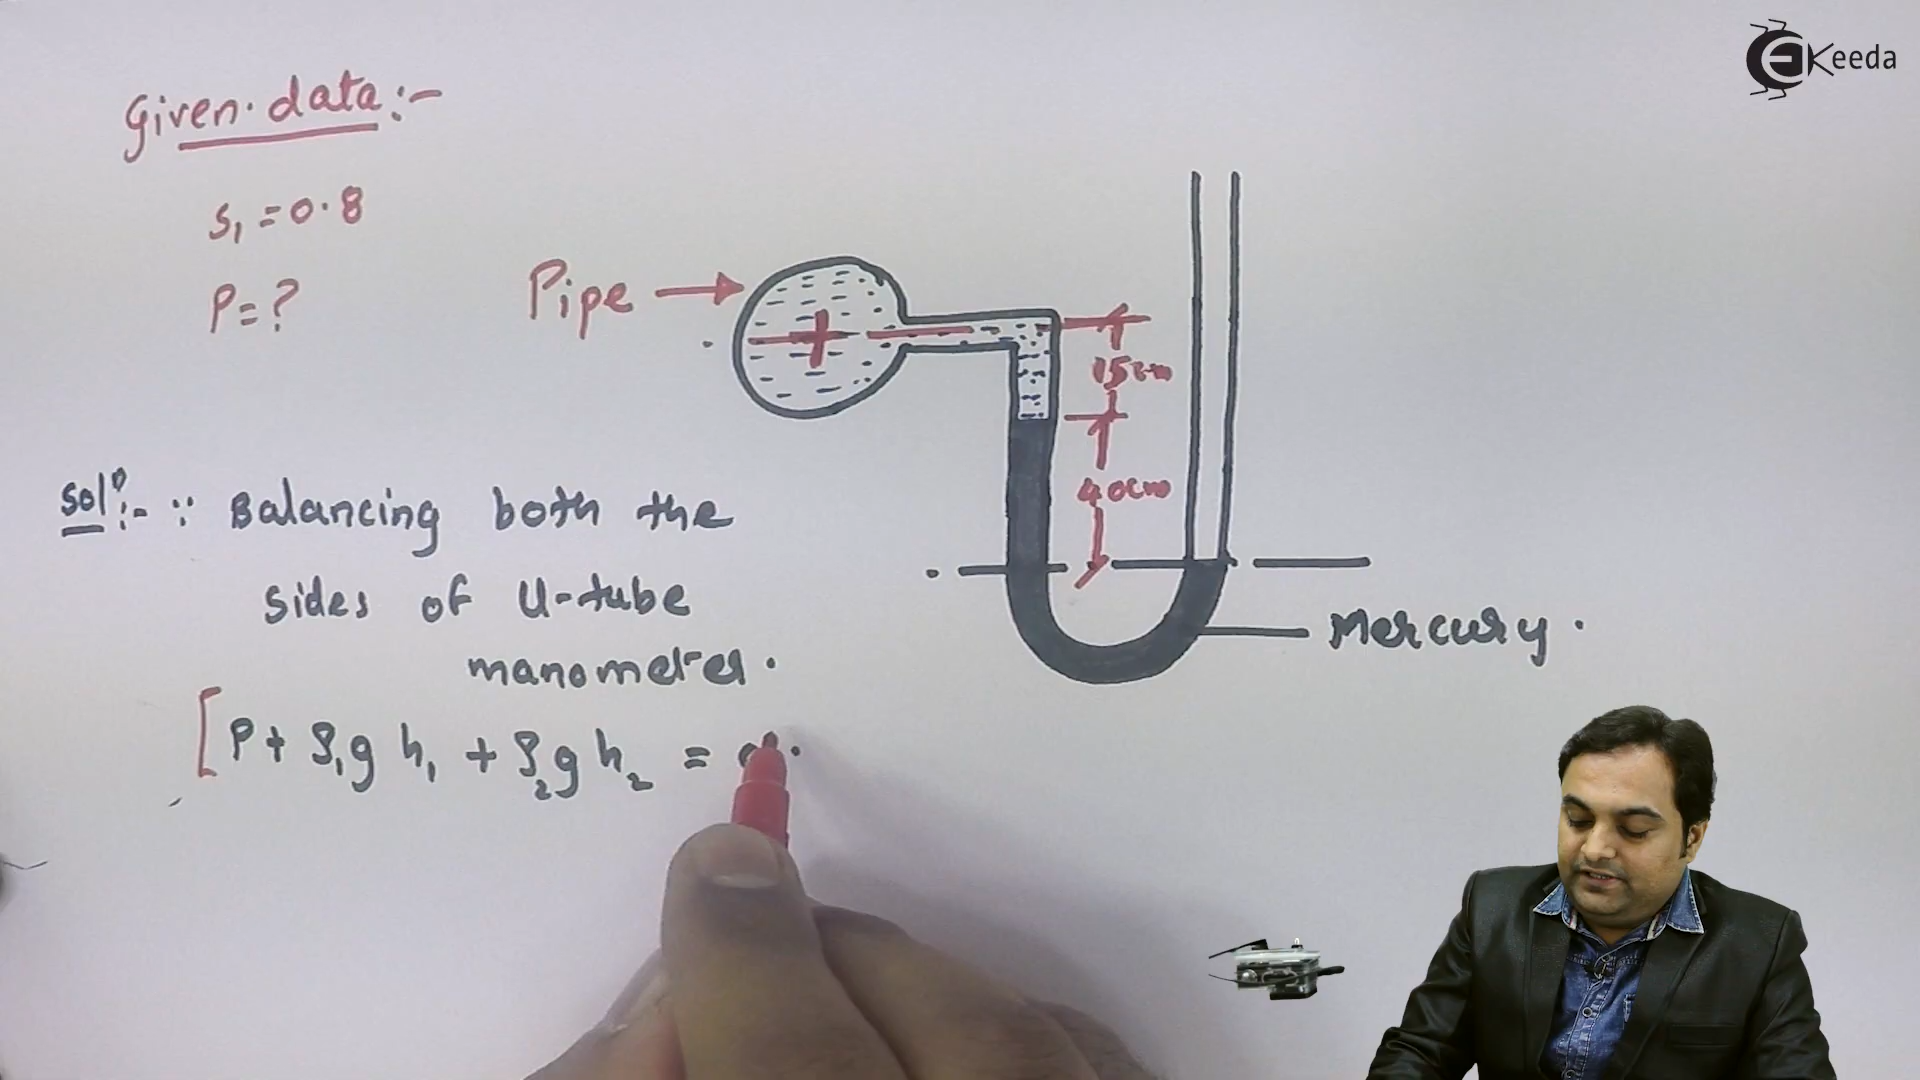 Keeda
Given data :-
S₁ = 0.8
P = ?
Pipe
15cm
40cm
Mercury.
Solⁿ :- ∵ Balancing both the
sides of U-tube
manometer.
[P + ρ₁g h₁ + ρ₂g h₂ =